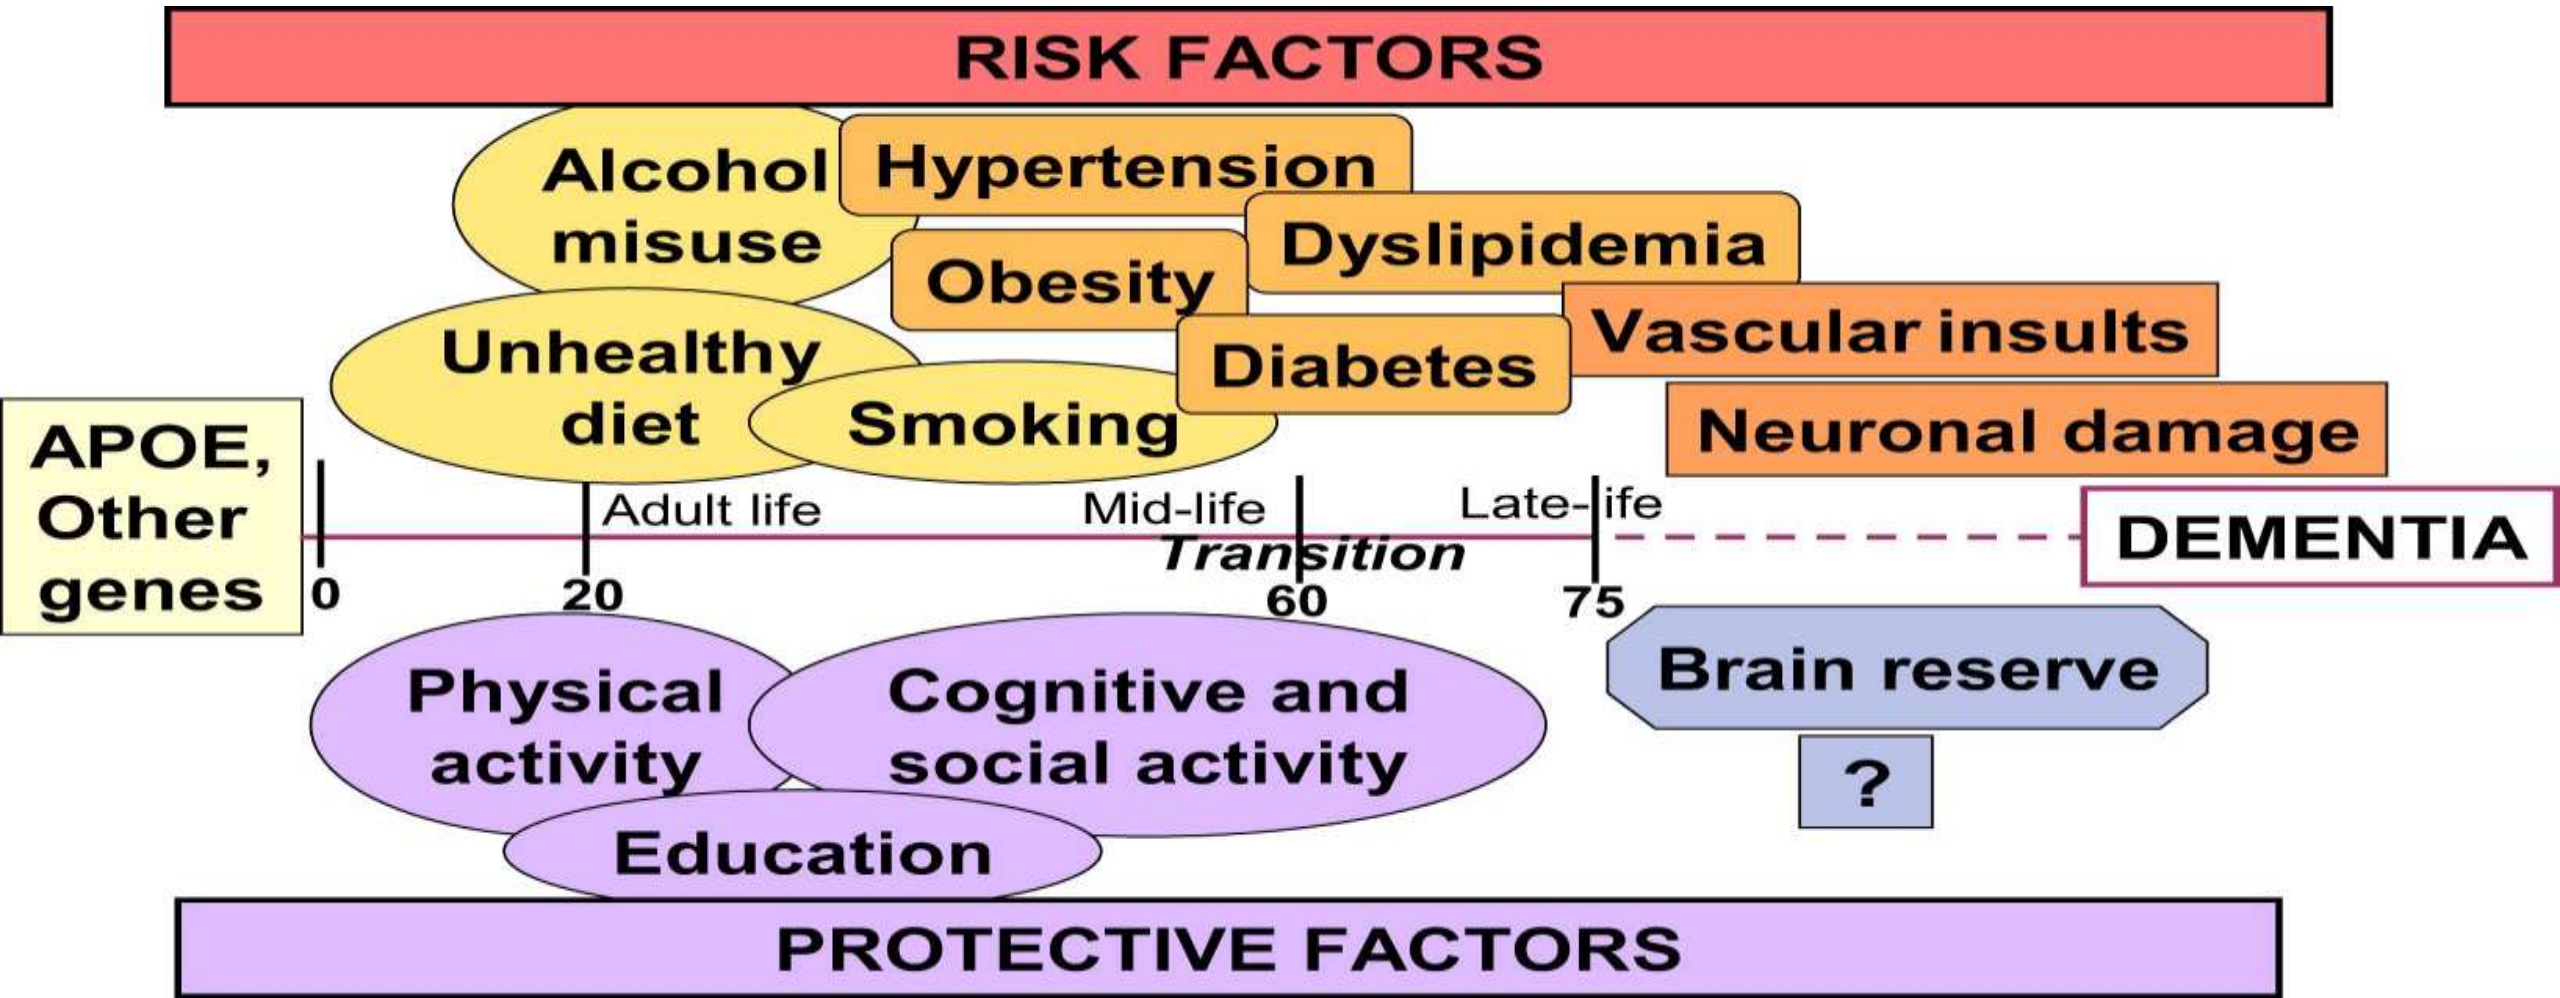 RISK FACTORS
Alcohol
misuse
Hypertension
Dyslipidemia
Obesity
Vascular insults
Unhealthy
diet
Diabetes
Smoking
Neuronal damage
APOE,
Other
genes
Adult life
Mid-life
Late-life
Transition
DEMENTIA
0
20
60
75
Physical
activity
Cognitive and
social activity
Brain reserve
?
Education
PROTECTIVE FACTORS